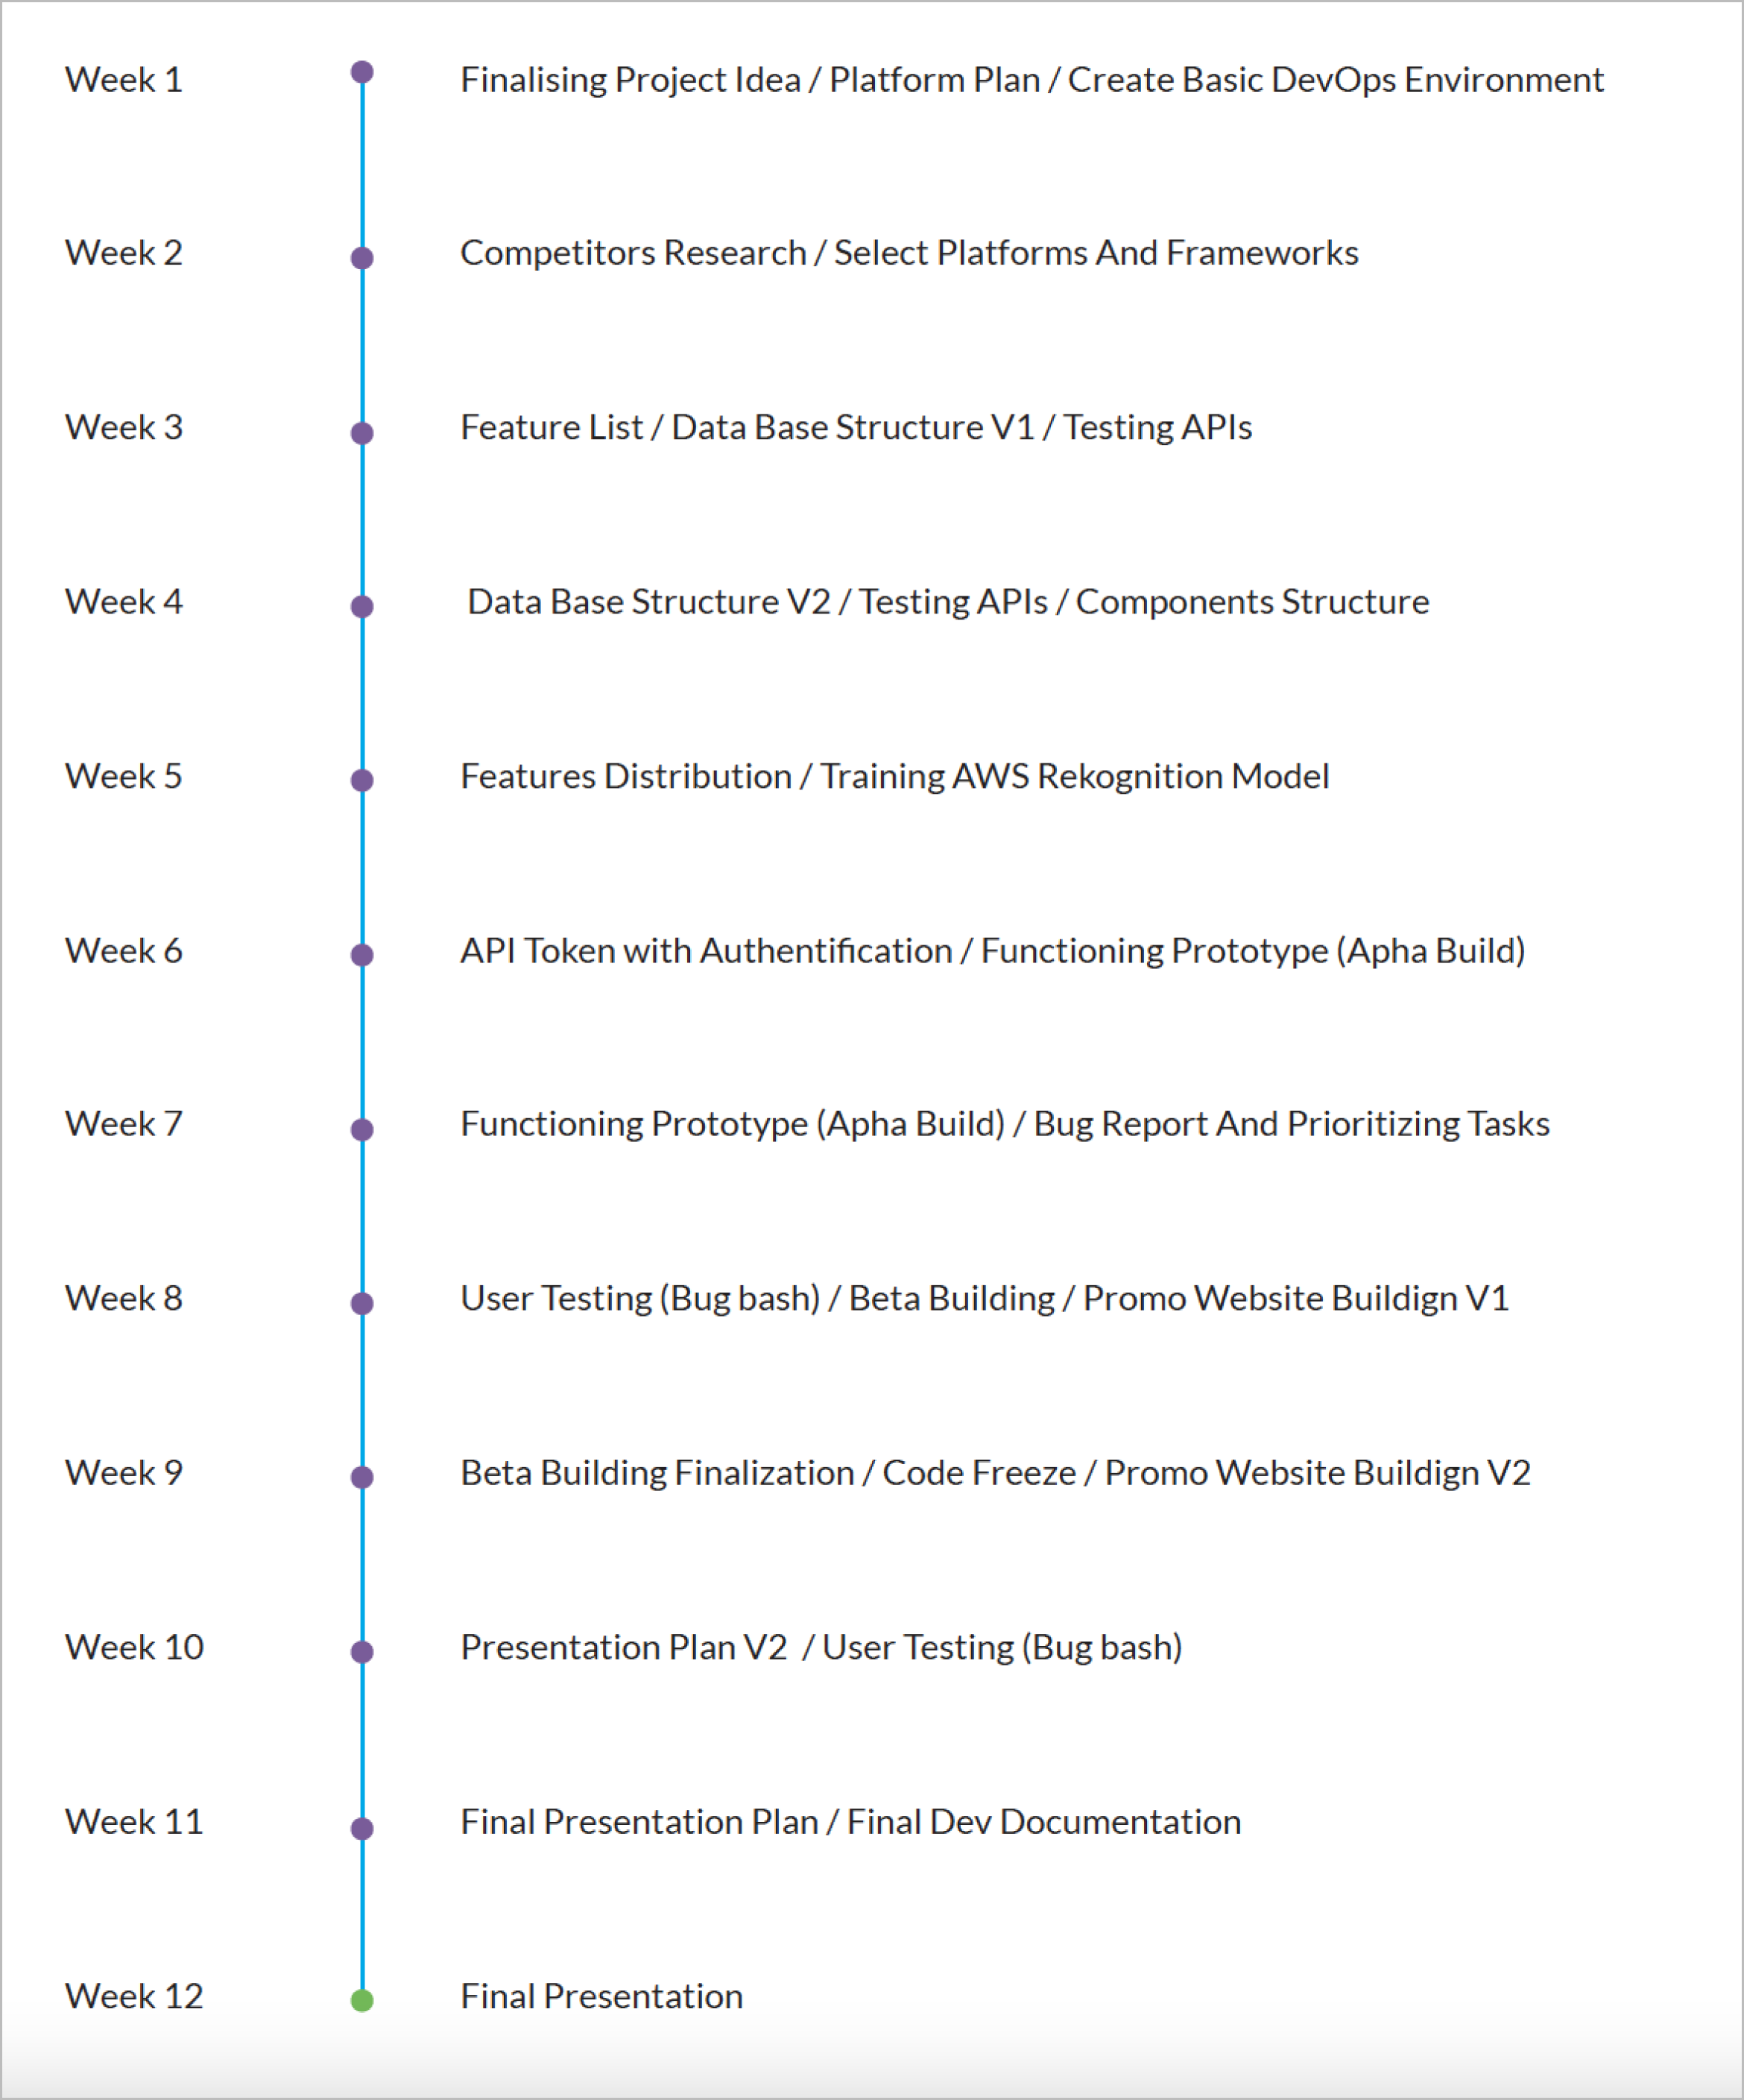 Week 1 Finalising Project Idea / Platform Plan / Create Basic DevOps Environment
Week 2 Competitors Research / Select Platforms And Frameworks
Week 3 Feature List / Data Base Structure V1 / Testing APIs
Week 4 Data Base Structure V2 / Testing APIs / Components Structure
Week 5 Features Distribution / Training AWS Rekognition Model
Week 6 API Token with Authentification / Functioning Prototype (Apha Build)
Week 7 Functioning Prototype (Apha Build) / Bug Report And Prioritizing Tasks
Week 8 User Testing (Bug bash) / Beta Building / Promo Website Buildign V1
Week 9 Beta Building Finalization / Code Freeze / Promo Website Buildign V2
Week 10 Presentation Plan V2 / User Testing (Bug bash)
Week 11 Final Presentation Plan / Final Dev Documentation
Week 12 Final Presentation